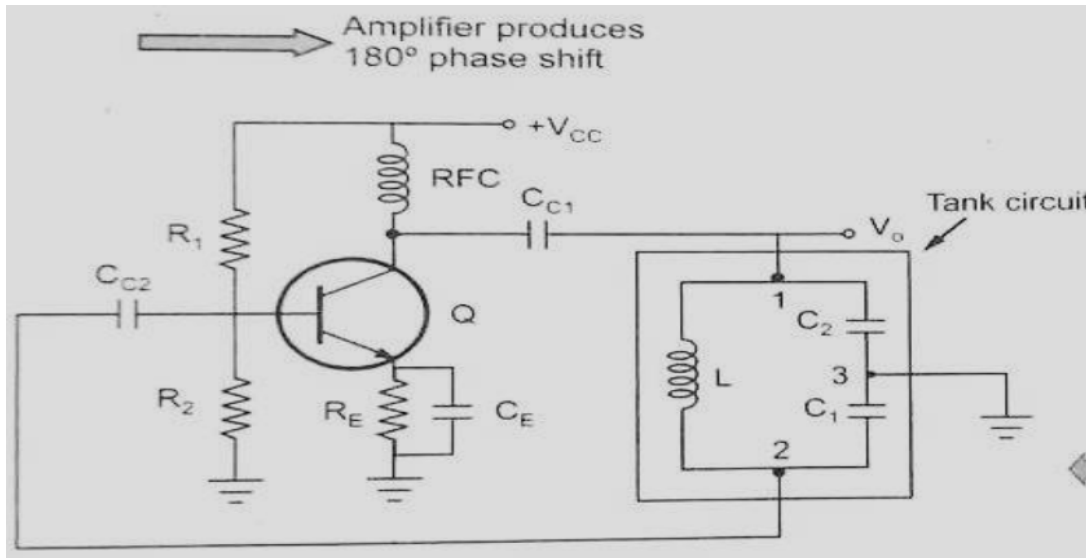 Amplifier produces
180º phase shift
+VCC
RFC
CC1
Tank circuit
Vo
R1
CC2
Q
1
C2
L
3
R2
RE
CE
C1
2